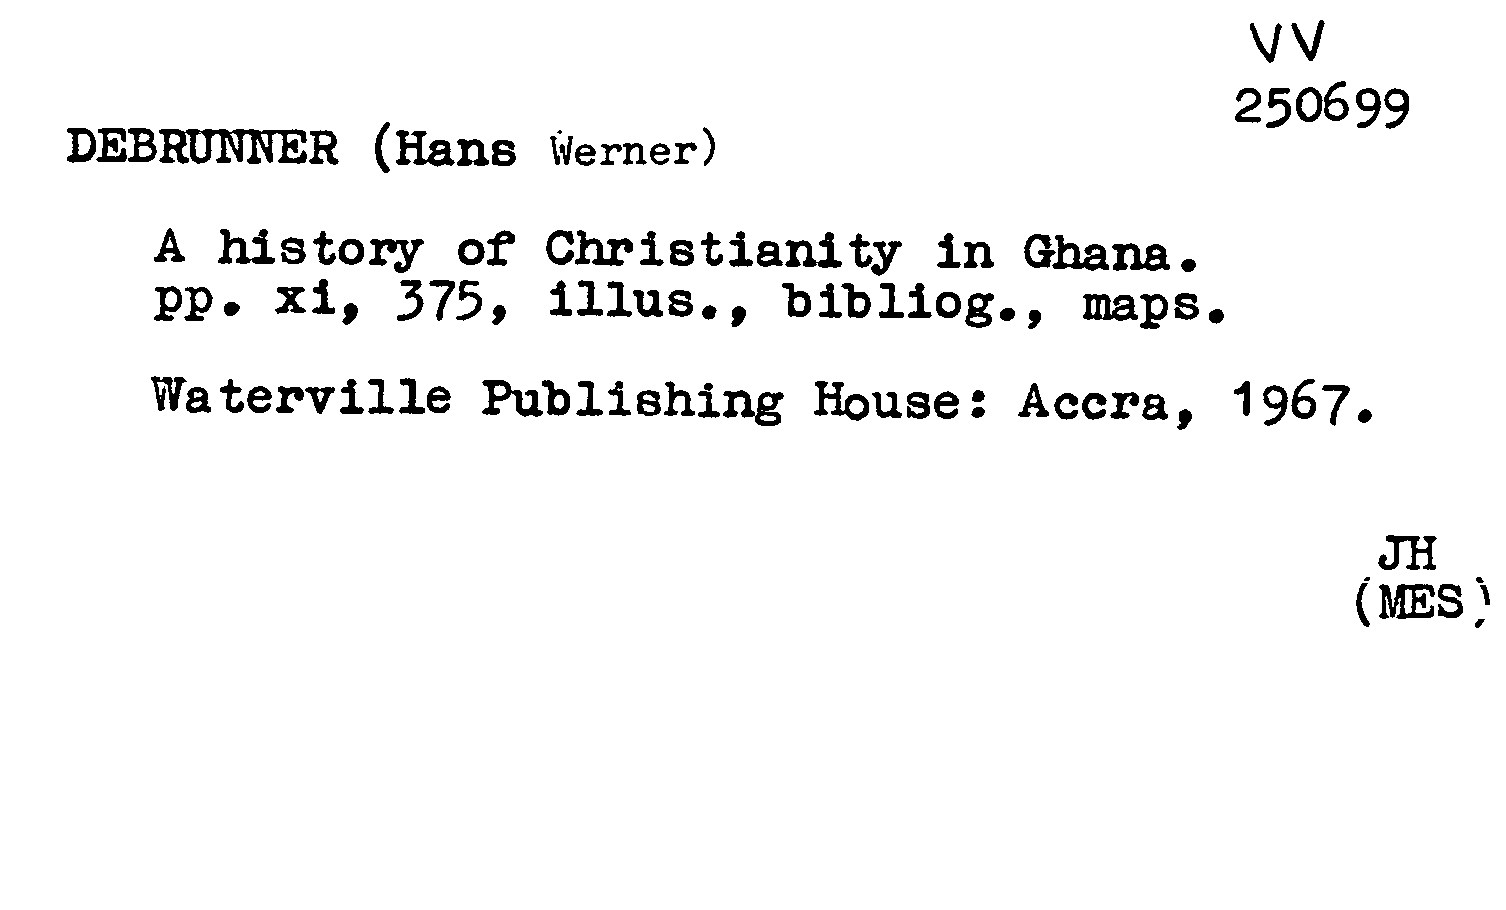 VV
250699
DEBRUNNER (Hans Werner)
A history of Christianity in Ghana.
pp. xi, 375, illus., bibliog., maps.
Waterville Publishing House: Accra, 1967.
JH
(MES)